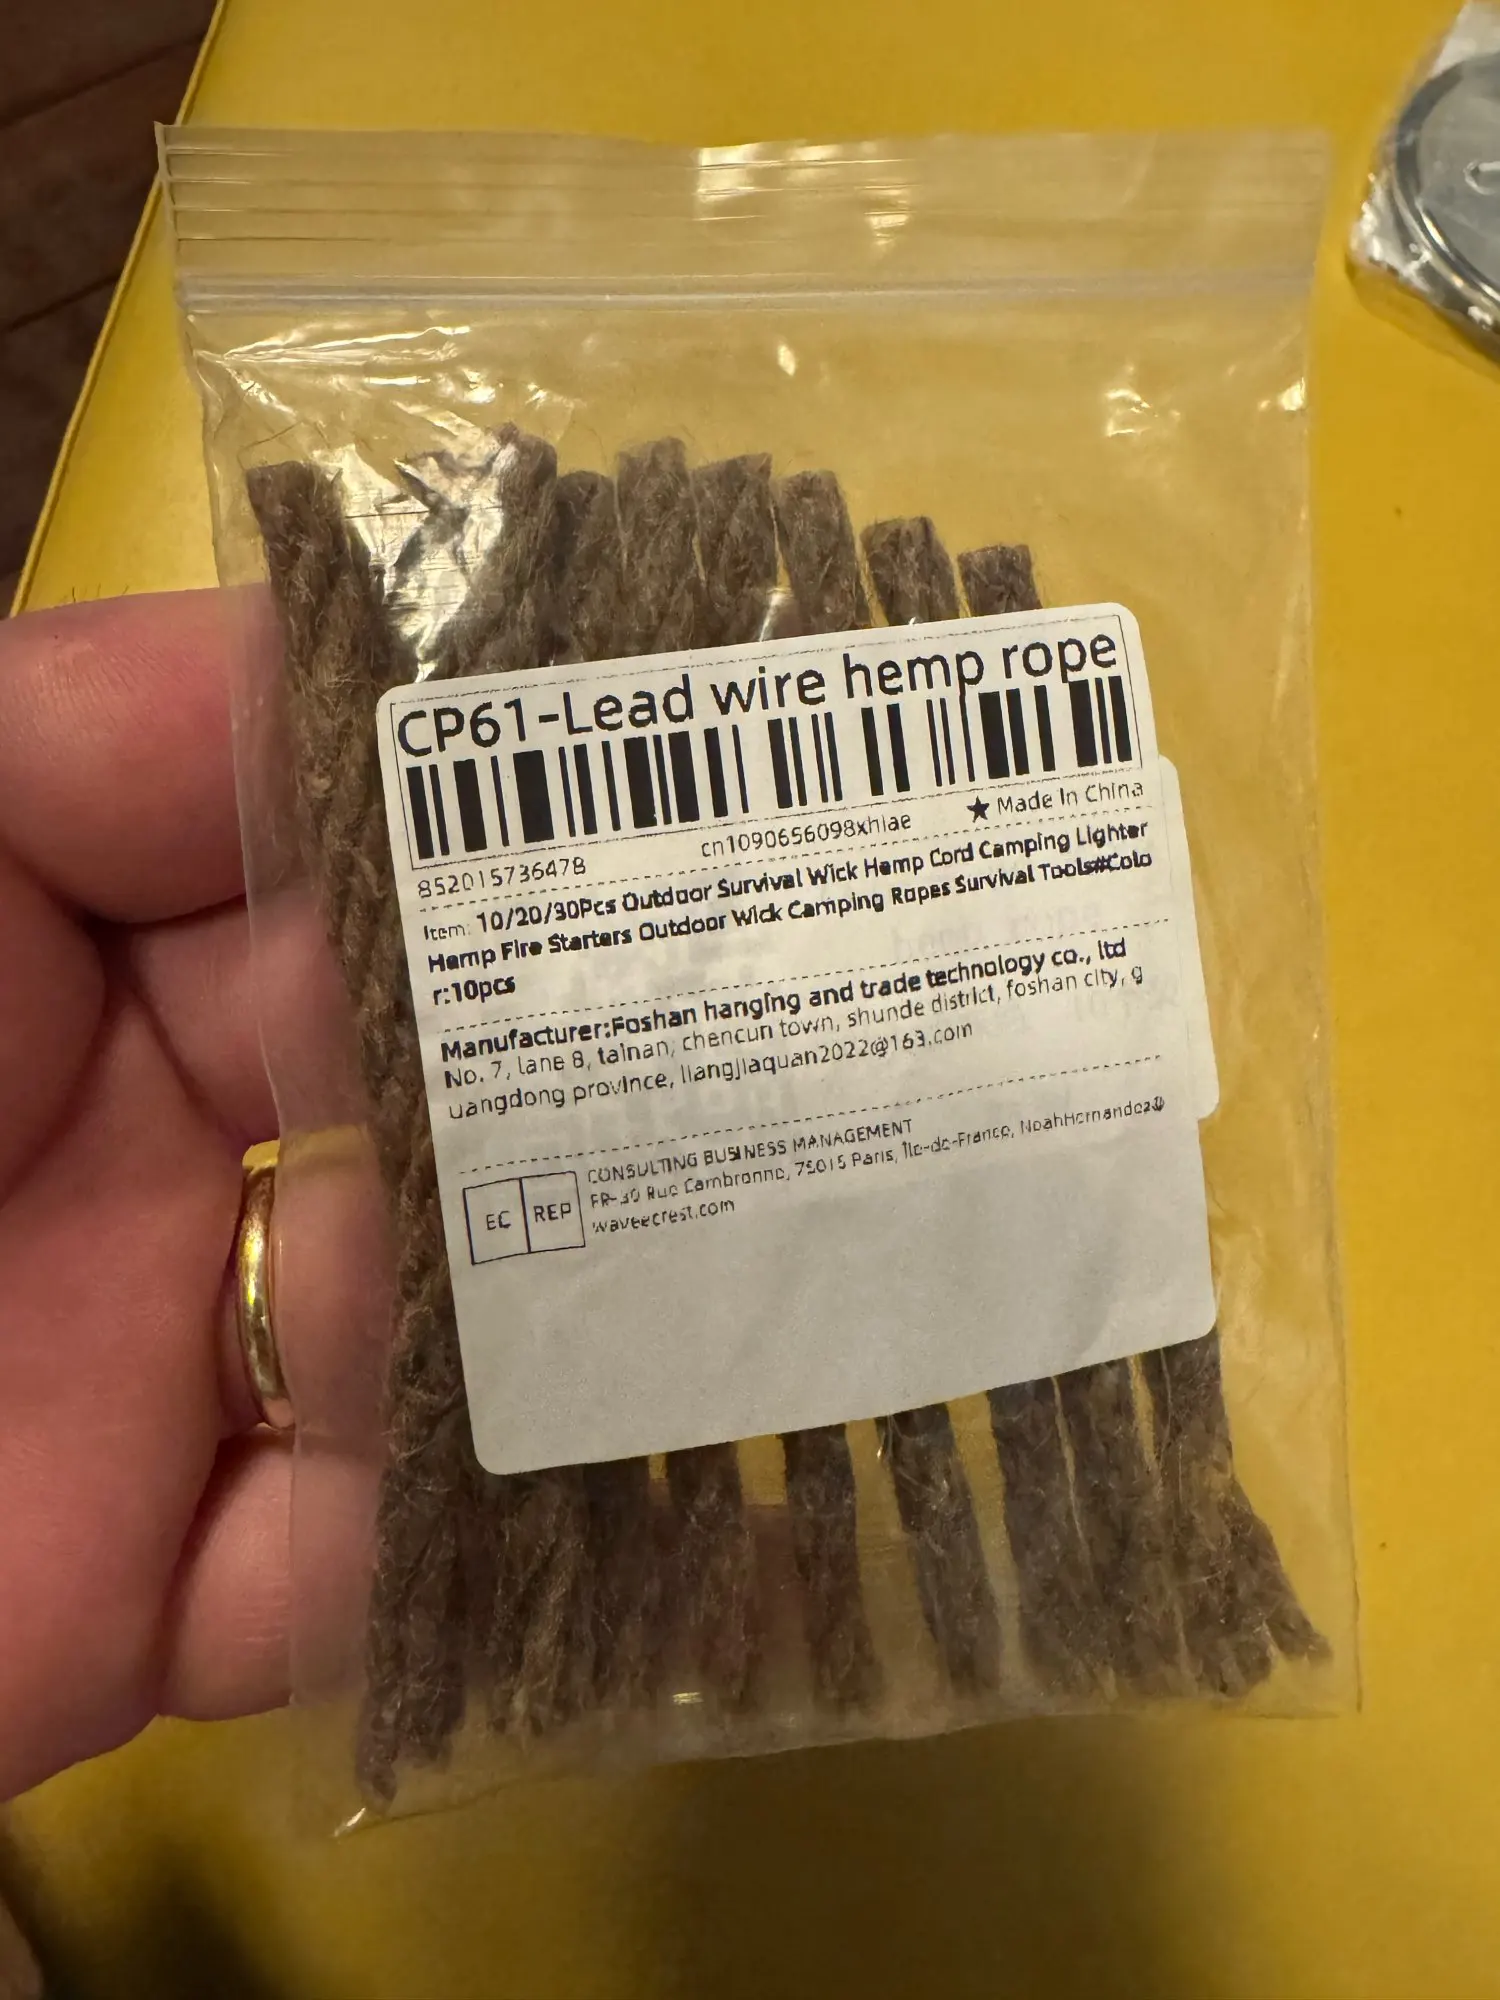 CP61-Lead wire hemp rope
852015736478
cn1090656098xhiae
★ Made In China
Item: 10/20/30Pcs Outdoor Survival Wick Hemp Cord Camping Lighter
Hemp Fire Starters Outdoor Wick Camping Ropes Survival Tools#Colo
r:10pcs
Manufacturer:Foshan hanging and trade technology co., ltd
No. 7, lane 8, tainan, chencun town, shunde district, foshan city, g
uangdong province, liangjiaquan2022@163.com
EC REP
CONSULTING BUSINESS MANAGEMENT
FR-30 Rue Cambronne, 75015 Paris, Île-de-France, NoahHernandez@
waveecrest.com